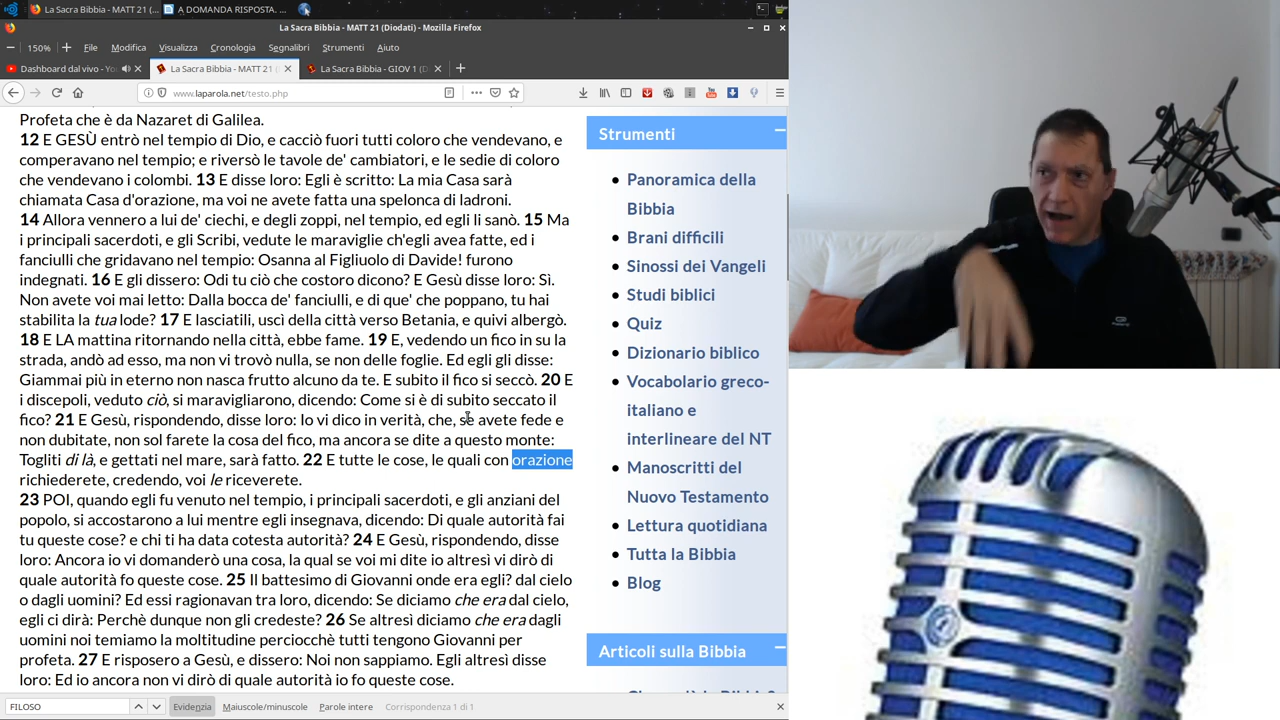 La Sacra Bibbia - MATT 21 (...
A DOMANDA RISPOSTA. ...
La Sacra Bibbia - MATT 21 (Diodati) - Mozilla Firefox
150%
File Modifica Visualizza Cronologia Segnalibri Strumenti Aiuto
Dashboard dal vivo - Yo
La Sacra Bibbia - MATT 21 (
La Sacra Bibbia - GIOV 1 (D
www.laparola.net/testo.php
Profeta che è da Nazaret di Galilea.
12 E GESÙ entrò nel tempio di Dio, e cacciò fuori tutti coloro che vendevano, e
comperavano nel tempio; e riversò le tavole de' cambiatori, e le sedie di coloro
che vendevano i colombi. 13 E disse loro: Egli è scritto: La mia Casa sarà
chiamata Casa d'orazione, ma voi ne avete fatta una spelonca di ladroni.
14 Allora vennero a lui de' ciechi, e degli zoppi, nel tempio, ed egli li sanò. 15 Ma
i principali sacerdoti, e gli Scribi, vedute le maraviglie ch'egli avea fatte, ed i
fanciulli che gridavano nel tempio: Osanna al Figliuolo di Davide! furono
indegnati. 16 E gli dissero: Odi tu ciò che costoro dicono? E Gesù disse loro: Sì.
Non avete voi mai letto: Dalla bocca de' fanciulli, e di que' che poppano, tu hai
stabilita la tua lode? 17 E lasciatili, uscì della città verso Betania, e quivi albergò.
18 E LA mattina ritornando nella città, ebbe fame. 19 E, vedendo un fico in su la
strada, andò ad esso, ma non vi trovò nulla, se non delle foglie. Ed egli gli disse:
Giammai più in eterno non nasca frutto alcuno da te. E subito il fico si seccò. 20 E
i discepoli, veduto ciò, si maravigliarono, dicendo: Come si è di subito seccato il
fico? 21 E Gesù, rispondendo, disse loro: Io vi dico in verità, che, se avete fede e
non dubitate, non sol farete la cosa del fico, ma ancora se dite a questo monte:
Togliti di là, e gettati nel mare, sarà fatto. 22 E tutte le cose, le quali con orazione
richiederete, credendo, voi le riceverete.
23 POI, quando egli fu venuto nel tempio, i principali sacerdoti, e gli anziani del
popolo, si accostarono a lui mentre egli insegnava, dicendo: Di quale autorità fai
tu queste cose? e chi ti ha data cotesta autorità? 24 E Gesù, rispondendo, disse
loro: Ancora io vi domanderò una cosa, la qual se voi mi dite io altresì vi dirò di
quale autorità fo queste cose. 25 Il battesimo di Giovanni onde era egli? dal cielo
o dagli uomini? Ed essi ragionavan tra loro, dicendo: Se diciamo che era dal cielo,
egli ci dirà: Perchè dunque non gli credeste? 26 Se altresì diciamo che era dagli
uomini noi temiamo la moltitudine perciocchè tutti tengono Giovanni per
profeta. 27 E risposero a Gesù, e dissero: Noi non sappiamo. Egli altresì disse
loro: Ed io ancora non vi dirò di quale autorità io fo queste cose.
Strumenti
Panoramica della
Bibbia
Brani difficili
Sinossi dei Vangeli
Studi biblici
Quiz
Dizionario biblico
Vocabolario greco-
italiano e
interlineare del NT
Manoscritti del
Nuovo Testamento
Lettura quotidiana
Tutta la Bibbia
Blog
Articoli sulla Bibbia
FILOSO
Evidenzia Maiuscole/minuscole Parole intere Corrispondenza 1 di 1